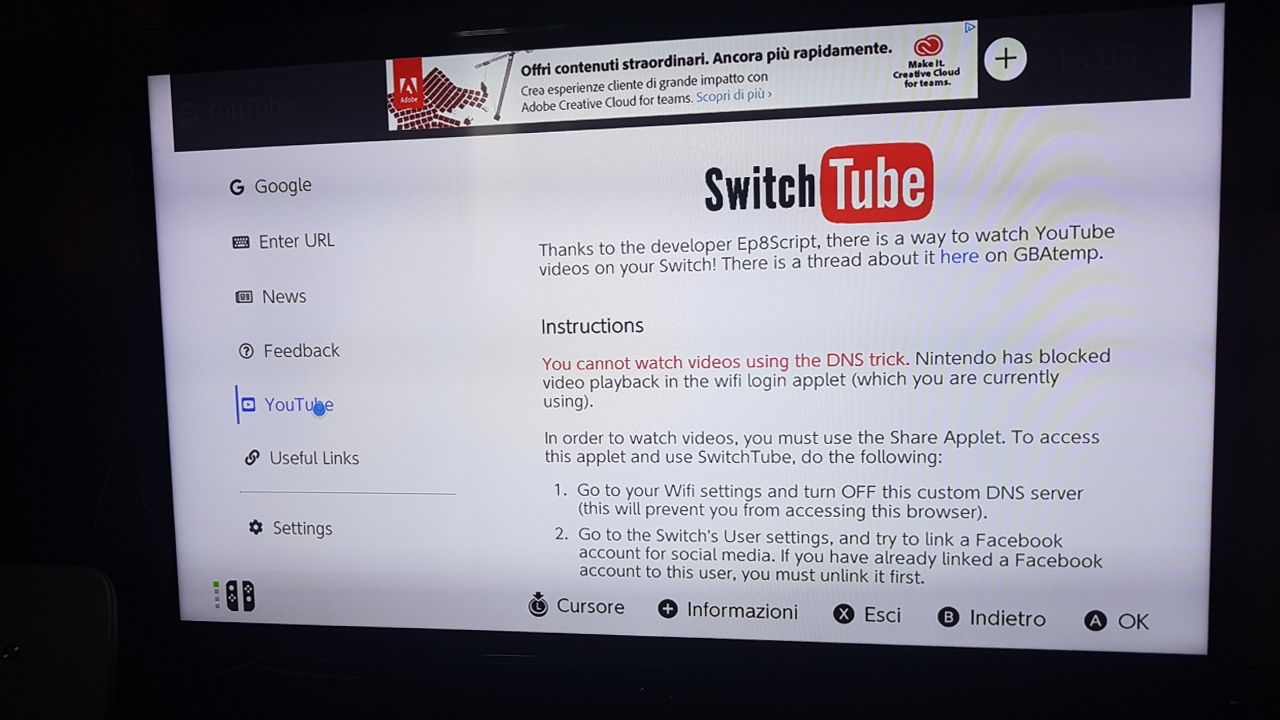 Offri contenuti straordinari. Ancora più rapidamente.
Crea esperienze cliente di grande impatto con
Adobe Creative Cloud for teams. Scopri di più ›
Adobe
Make it.
Creative Cloud
for teams.
YouTube
13:05
Google
Enter URL
News
Feedback
YouTube
Useful Links
Settings
SwitchTube
Thanks to the developer Ep8Script, there is a way to watch YouTube
videos on your Switch! There is a thread about it here on GBAtemp.
Instructions
You cannot watch videos using the DNS trick. Nintendo has blocked
video playback in the wifi login applet (which you are currently
using).
In order to watch videos, you must use the Share Applet. To access
this applet and use SwitchTube, do the following:
1. Go to your Wifi settings and turn OFF this custom DNS server
(this will prevent you from accessing this browser).
2. Go to the Switch's User settings, and try to link a Facebook
account for social media. If you have already linked a Facebook
account to this user, you must unlink it first.
L Cursore
+ Informazioni
X Esci
B Indietro
A OK